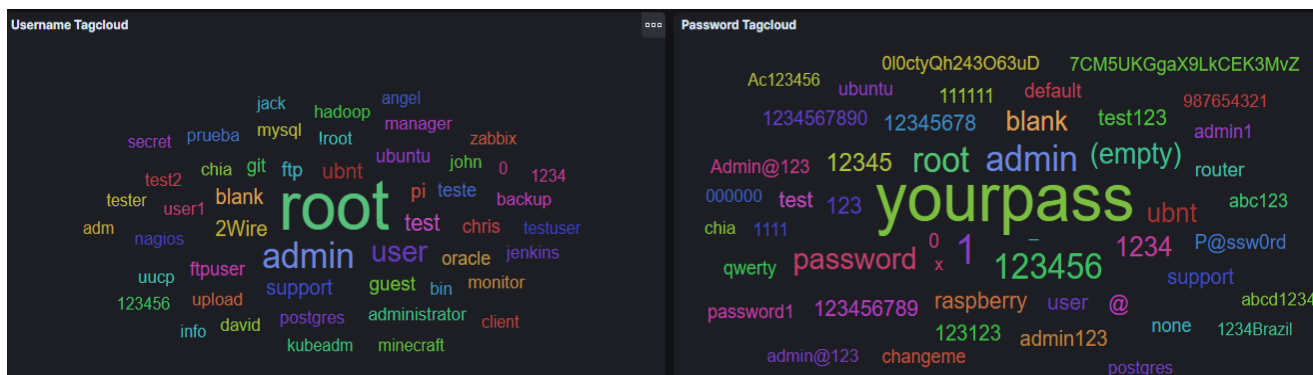 Username Tagcloud
angel
jack
hadoop
manager
secret
prueba
mysql
!root
zabbix
ubuntu
john
0
1234
chia
git
ftp
ubnt
test2
blank
root
pi
teste
backup
tester
user1
2Wire
test
chris
testuser
adm
nagios
admin
user
oracle
jenkins
uucp
ftpuser
support
guest
bin
monitor
123456
upload
info
david
postgres
administrator
client
kubeadm
minecraft
Password Tagcloud
0l0ctyQh243O63uD
7CM5UKGgaX9LkCEK3MvZ
Ac123456
ubuntu
111111
default
987654321
1234567890
12345678
blank
test123
admin1
Admin@123
12345
root
admin
(empty)
router
000000
test
123
yourpass
ubnt
abc123
chia
1111
0
x
1
_
1234
P@ssw0rd
qwerty
password
123456
support
password1
123456789
raspberry
user
@
abcd1234
123123
admin123
none
1234Brazil
admin@123
changeme
postgres